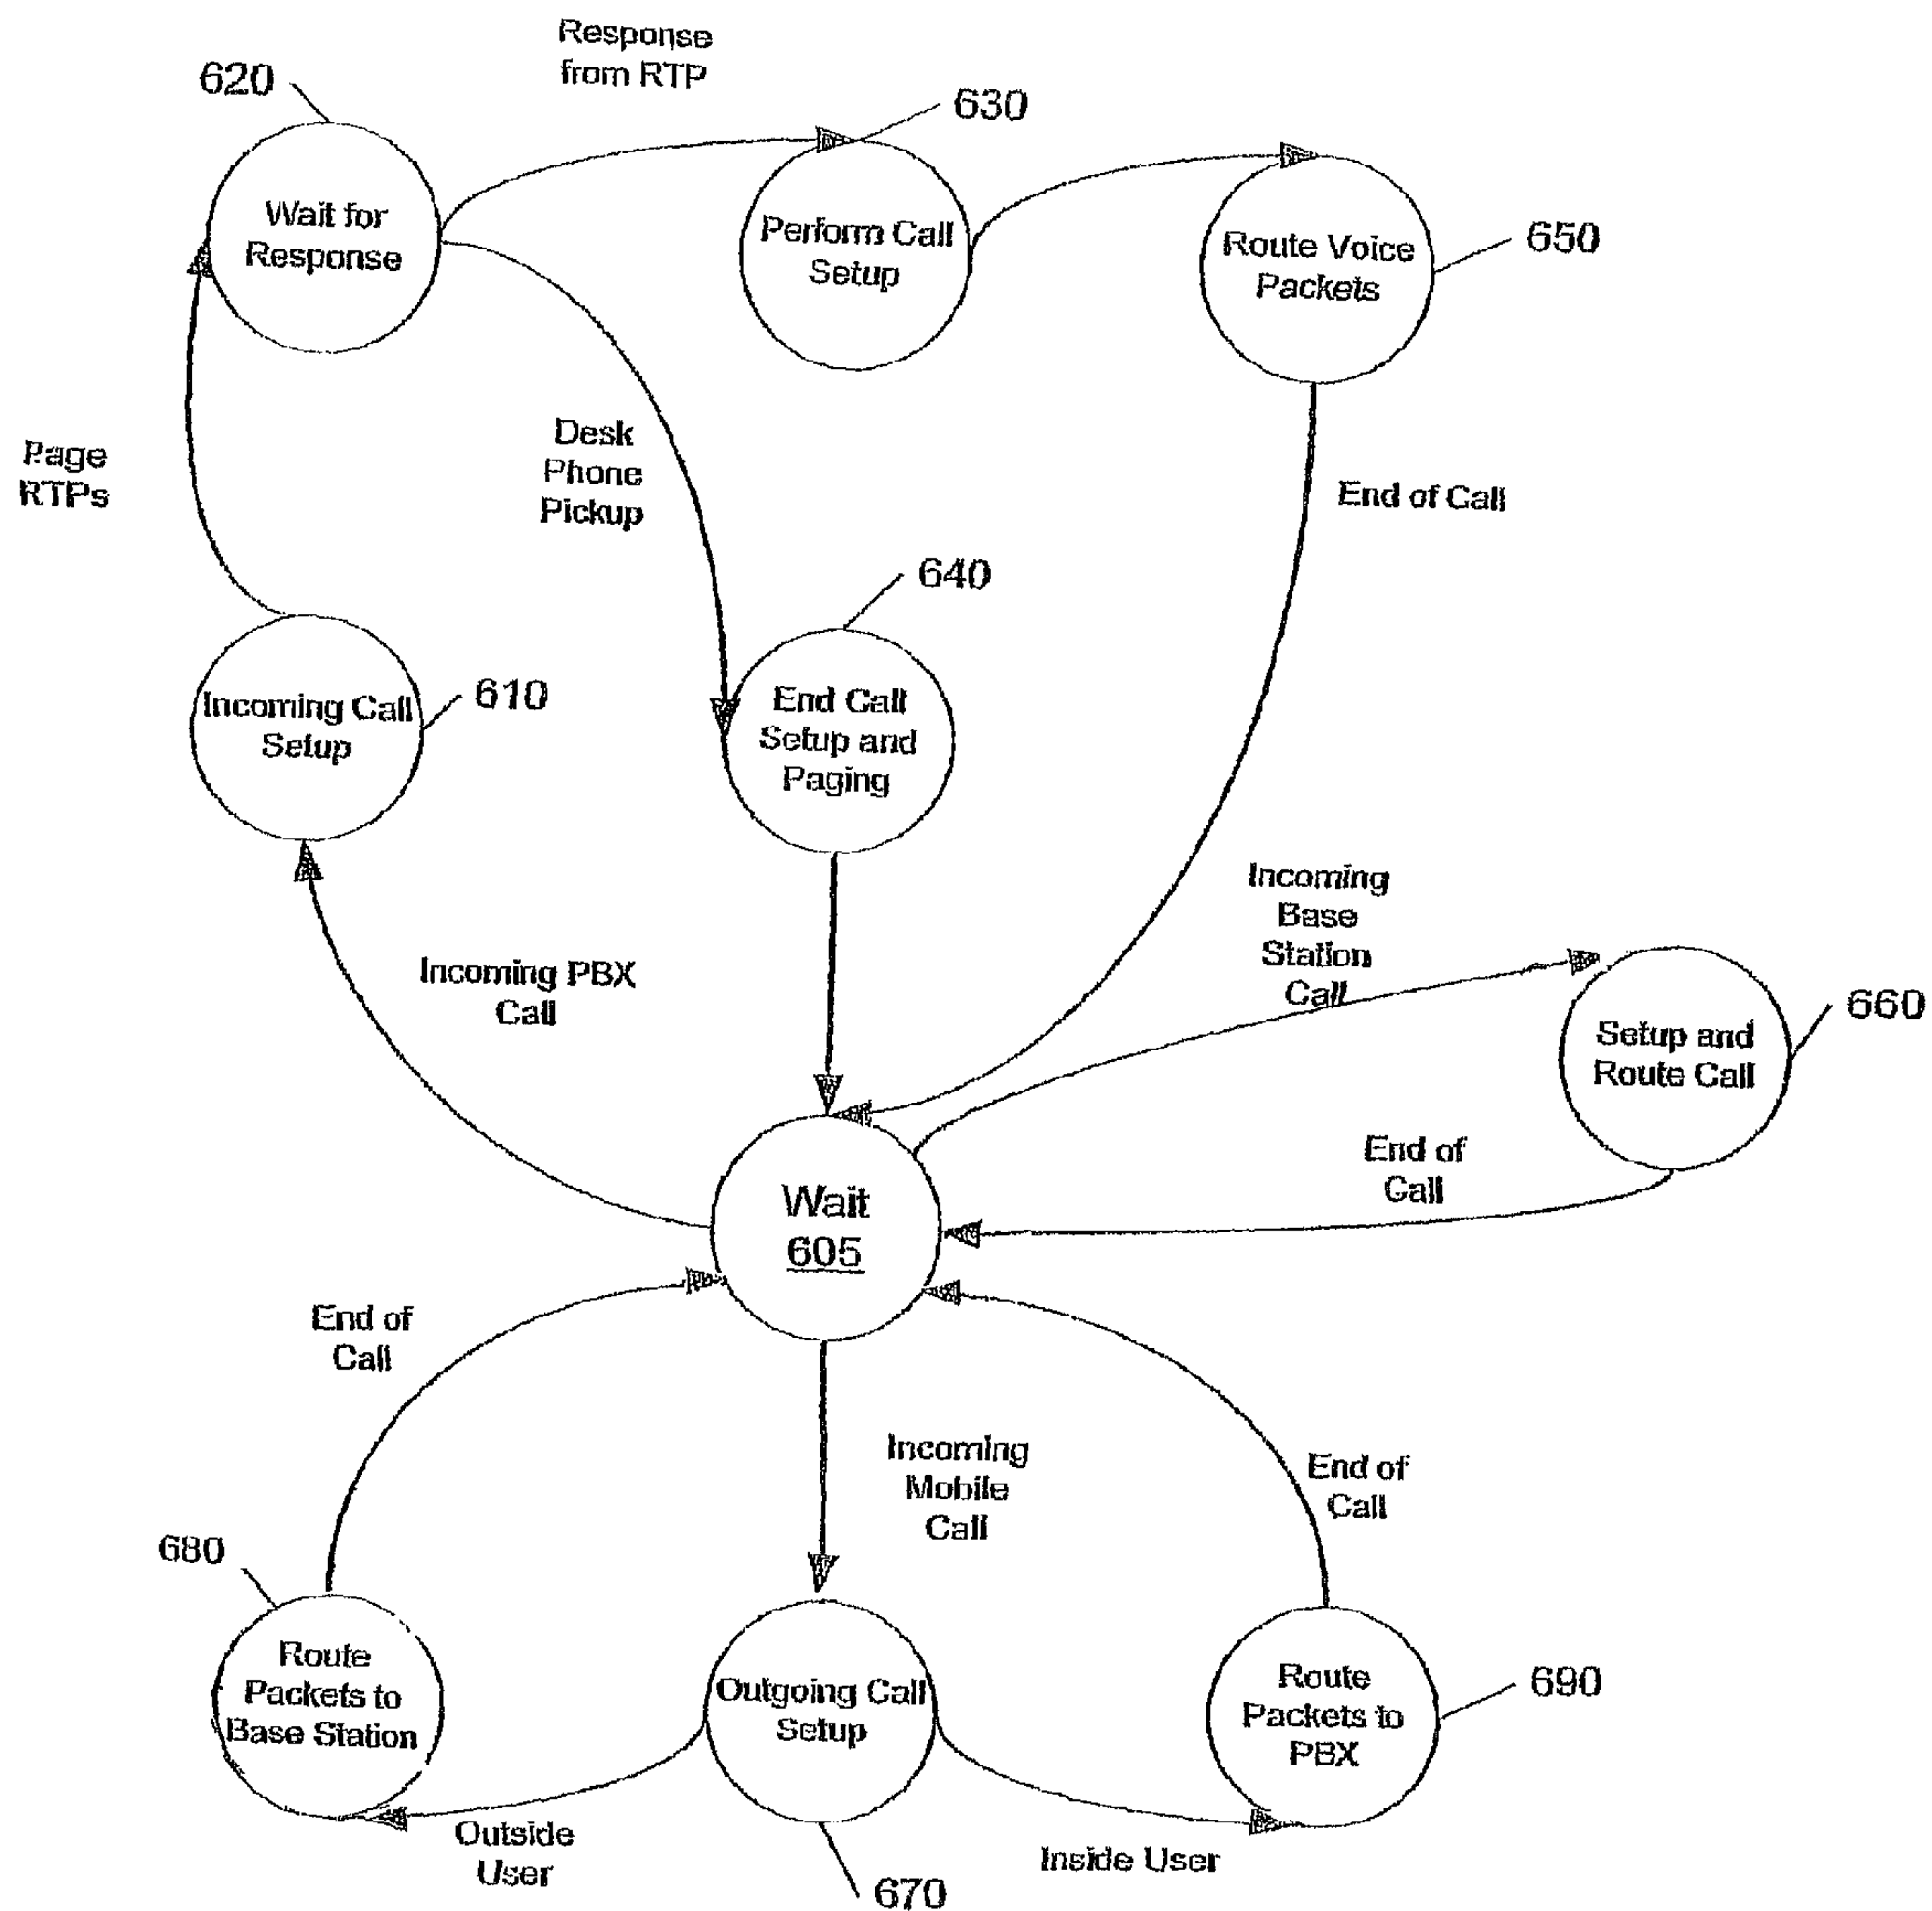 Response
from RTP
620
630
Wait for
Response
Perform Call
Setup
Route Voice
Packets
650
Page
RTPs
Desk
Phone
Pickup
End of Call
640
Incoming Call
Setup
610
End Call
Setup and
Paging
Incoming PBX
Call
Incoming
Base
Station
Call
Setup and
Route Call
660
End of
Call
Wait
605
End of
Call
Incoming
Mobile
Call
End of
Call
680
Route
Packets to
Base Station
Outgoing Call
Setup
Route
Packets to
PBX
690
Outside
User
Inside User
670